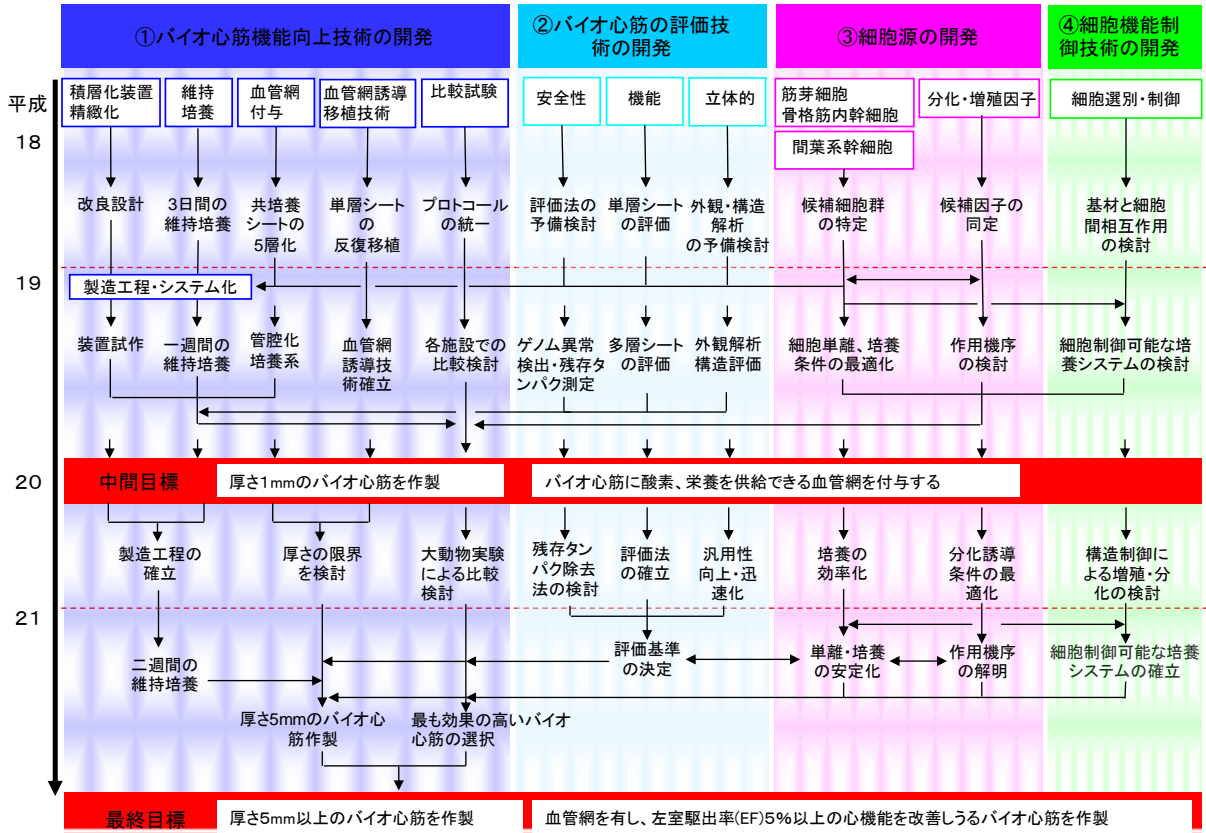 ①バイオ心筋機能向上技術の開発
②バイオ心筋の評価技
術の開発
③細胞源の開発
④細胞機能制
御技術の開発
平成
18
積層化装置
精緻化
維持
培養
血管網
付与
血管網誘導
移植技術
比較試験
安全性
機能
立体的
筋芽細胞
骨格筋内幹細胞
間葉系幹細胞
分化・増殖因子
細胞選別・制御
改良設計
3日間の
維持培養
共培養
シートの
5層化
単層シート
の
反復移植
プロトコール
の統一
評価法の
予備検討
単層シート
の評価
外観・構造
解析
の予備検討
候補細胞群
の特定
候補因子の
同定
基材と細胞
間相互作用
の検討
19
製造工程・システム化
装置試作
一週間の
維持培養
管腔化
培養系
血管網
誘導技
術確立
各施設での
比較検討
ゲノム異常
検出・残存タ
ンパク測定
多層シート
の評価
外観解析
構造評価
細胞単離、培養
条件の最適化
作用機序
の検討
細胞制御可能な培
養システムの検討
20
中間目標
厚さ1mmのバイオ心筋を作製
バイオ心筋に酸素、栄養を供給できる血管網を付与する
製造工程の
確立
厚さの限界
を検討
大動物実験
による比較
検討
残存タン
パク除去
法の検討
評価法
の確立
汎用性
向上・迅
速化
培養の
効率化
分化誘導
条件の最
適化
構造制御に
よる増殖・分
化の検討
21
二週間の
維持培養
評価基準
の決定
単離・培養
の安定化
作用機序
の解明
細胞制御可能な培養
システムの確立
厚さ5mmのバイオ心
筋作製
最も効果の高いバイオ
心筋の選択
最終目標
厚さ5mm以上のバイオ心筋を作製
血管網を有し、左室駆出率(EF)5%以上の心機能を改善しうるバイオ心筋を作製